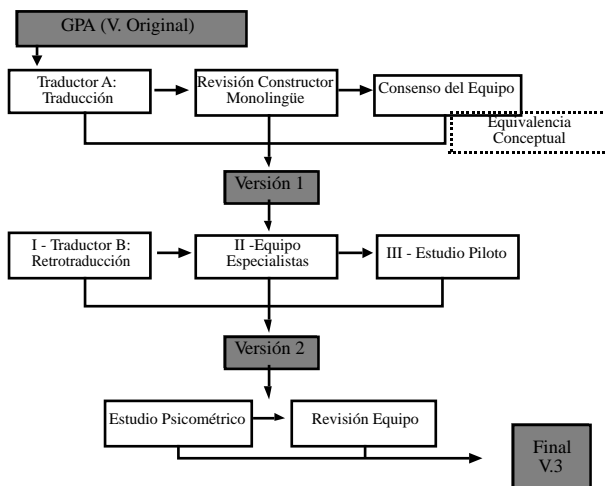 GPA (V. Original)
Traductor A:
Traducción
Revisión Constructor
Monolingüe
Consenso del Equipo
Equivalencia
Conceptual
Versión 1
I - Traductor B:
Retrotraducción
II -Equipo
Especialistas
III - Estudio Piloto
Versión 2
Estudio Psicométrico
Revisión Equipo
Final
V.3